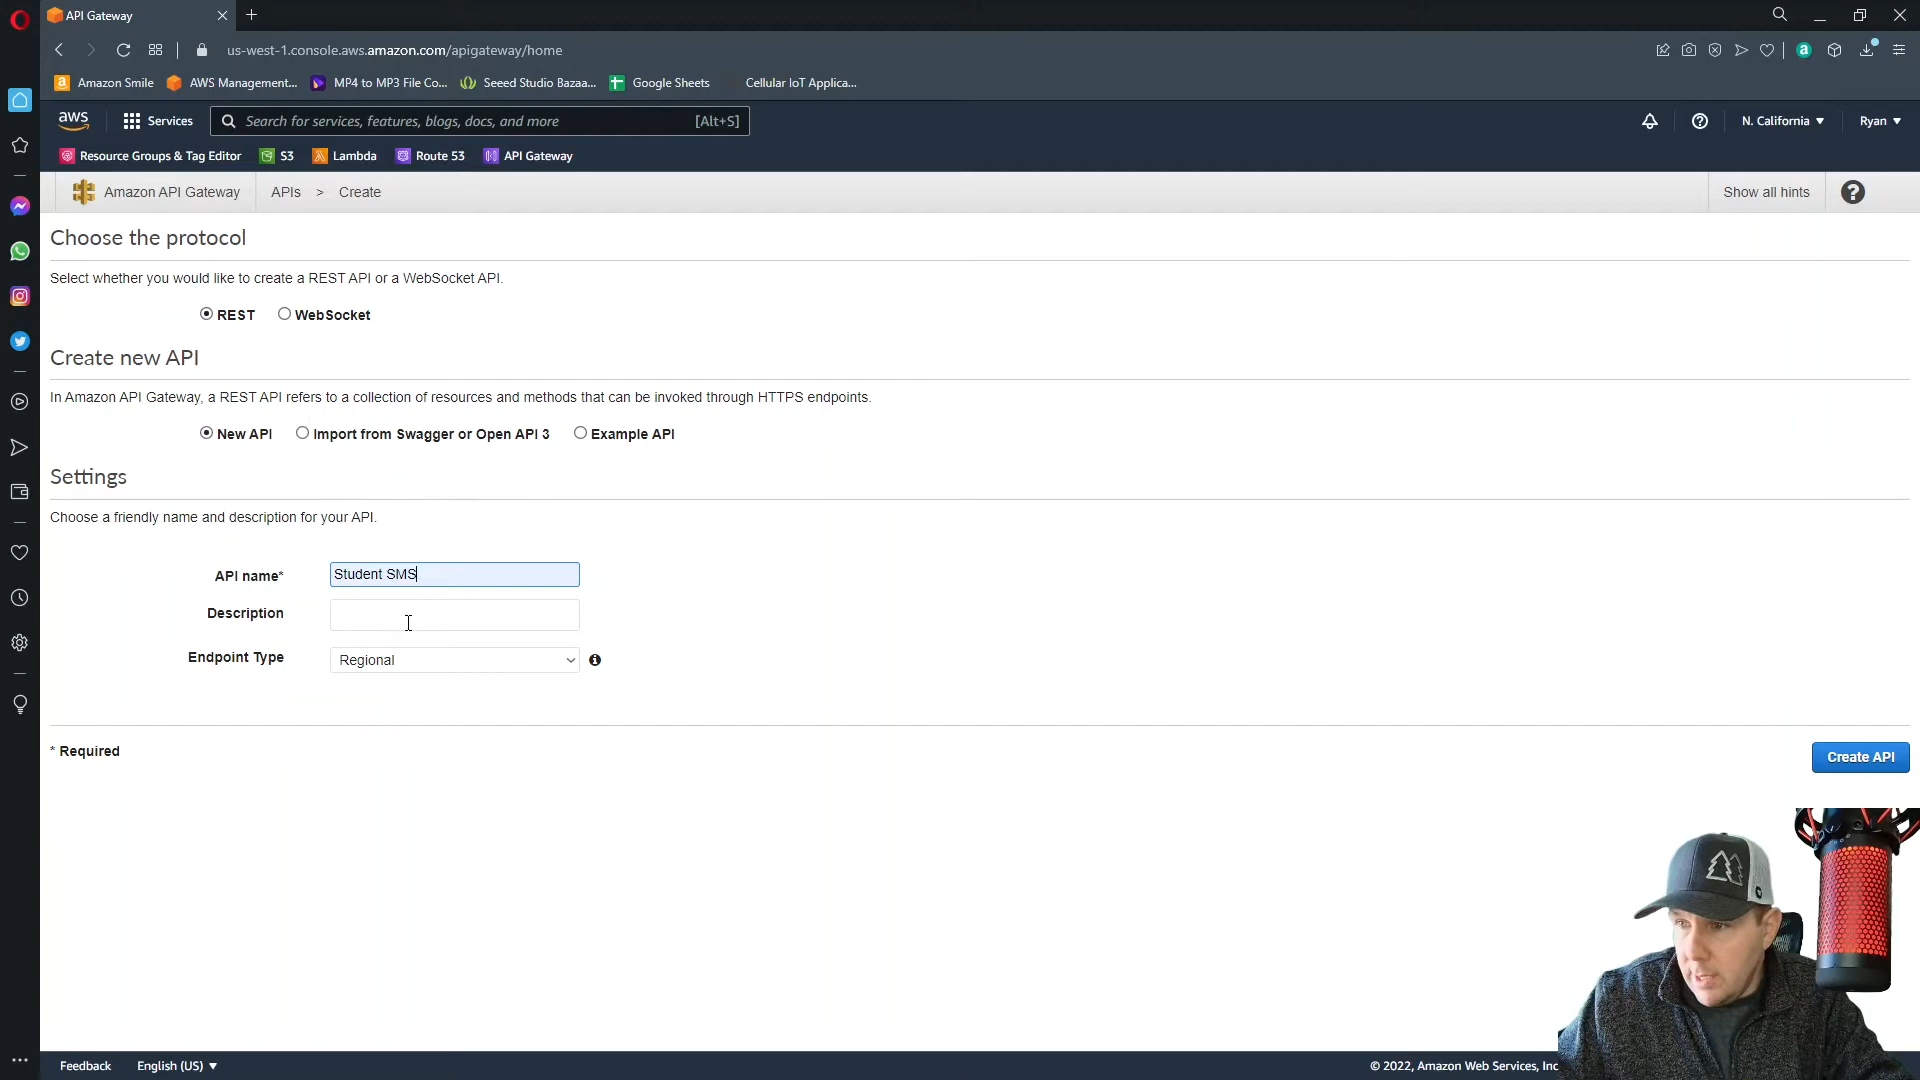 API Gateway
us-west-1.console.aws.amazon.com/apigateway/home
Amazon Smile AWS Management... MP4 to MP3 File Co... Seeed Studio Bazaa... Google Sheets Cellular IoT Applica...
aws Services Search for services, features, blogs, docs, and more [Alt+S] N. California Ryan
Resource Groups & Tag Editor S3 Lambda Route 53 API Gateway
Amazon API Gateway APIs > Create Show all hints
Choose the protocol
Select whether you would like to create a REST API or a WebSocket API.
REST WebSocket
Create new API
In Amazon API Gateway, a REST API refers to a collection of resources and methods that can be invoked through HTTPS endpoints.
New API Import from Swagger or Open API 3 Example API
Settings
Choose a friendly name and description for your API.
API name* Student SMS
Description
Endpoint Type Regional
* Required
Create API
Feedback English (US) © 2022, Amazon Web Services, Inc